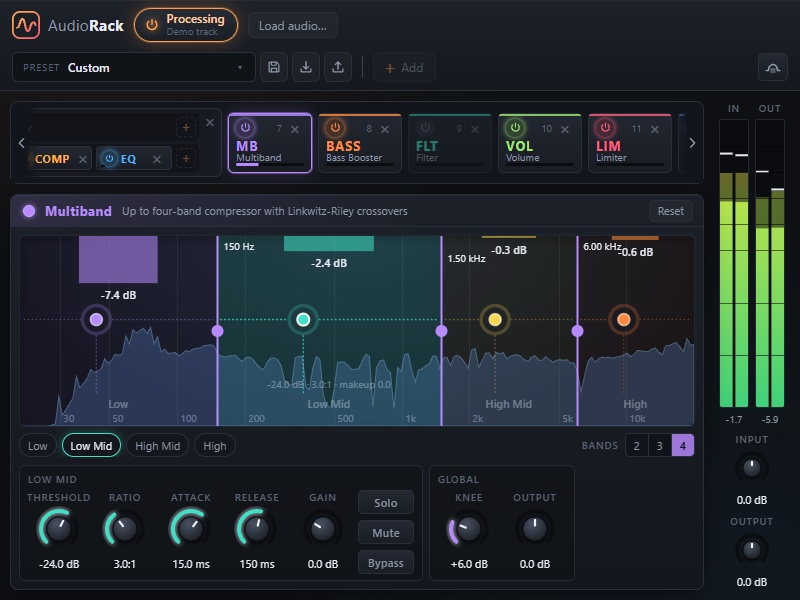 AudioRack
Processing
Demo track
Load audio...
PRESET Custom
+ Add
IN OUT
COMP
EQ
7
MB
Multiband
8
BASS
Bass Booster
9
FLT
Filter
10
VOL
Volume
11
LIM
Limiter
Multiband Up to four-band compressor with Linkwitz-Riley crossovers
Reset
150 Hz
1.50 kHz
6.00 kHz
-7.4 dB
-2.4 dB
-0.3 dB
-0.6 dB
-24.0 dB · 3.0:1 · makeup 0.0
Low
Low Mid
High Mid
High
30 50 100 200 500 1k 2k 5k 10k
-1.7 -5.9
Low Low Mid High Mid High
BANDS 2 3 4
LOW MID
THRESHOLD RATIO ATTACK RELEASE GAIN
-24.0 dB 3.0:1 15.0 ms 150 ms 0.0 dB
Solo
Mute
Bypass
GLOBAL
KNEE OUTPUT
+6.0 dB 0.0 dB
INPUT
0.0 dB
OUTPUT
0.0 dB